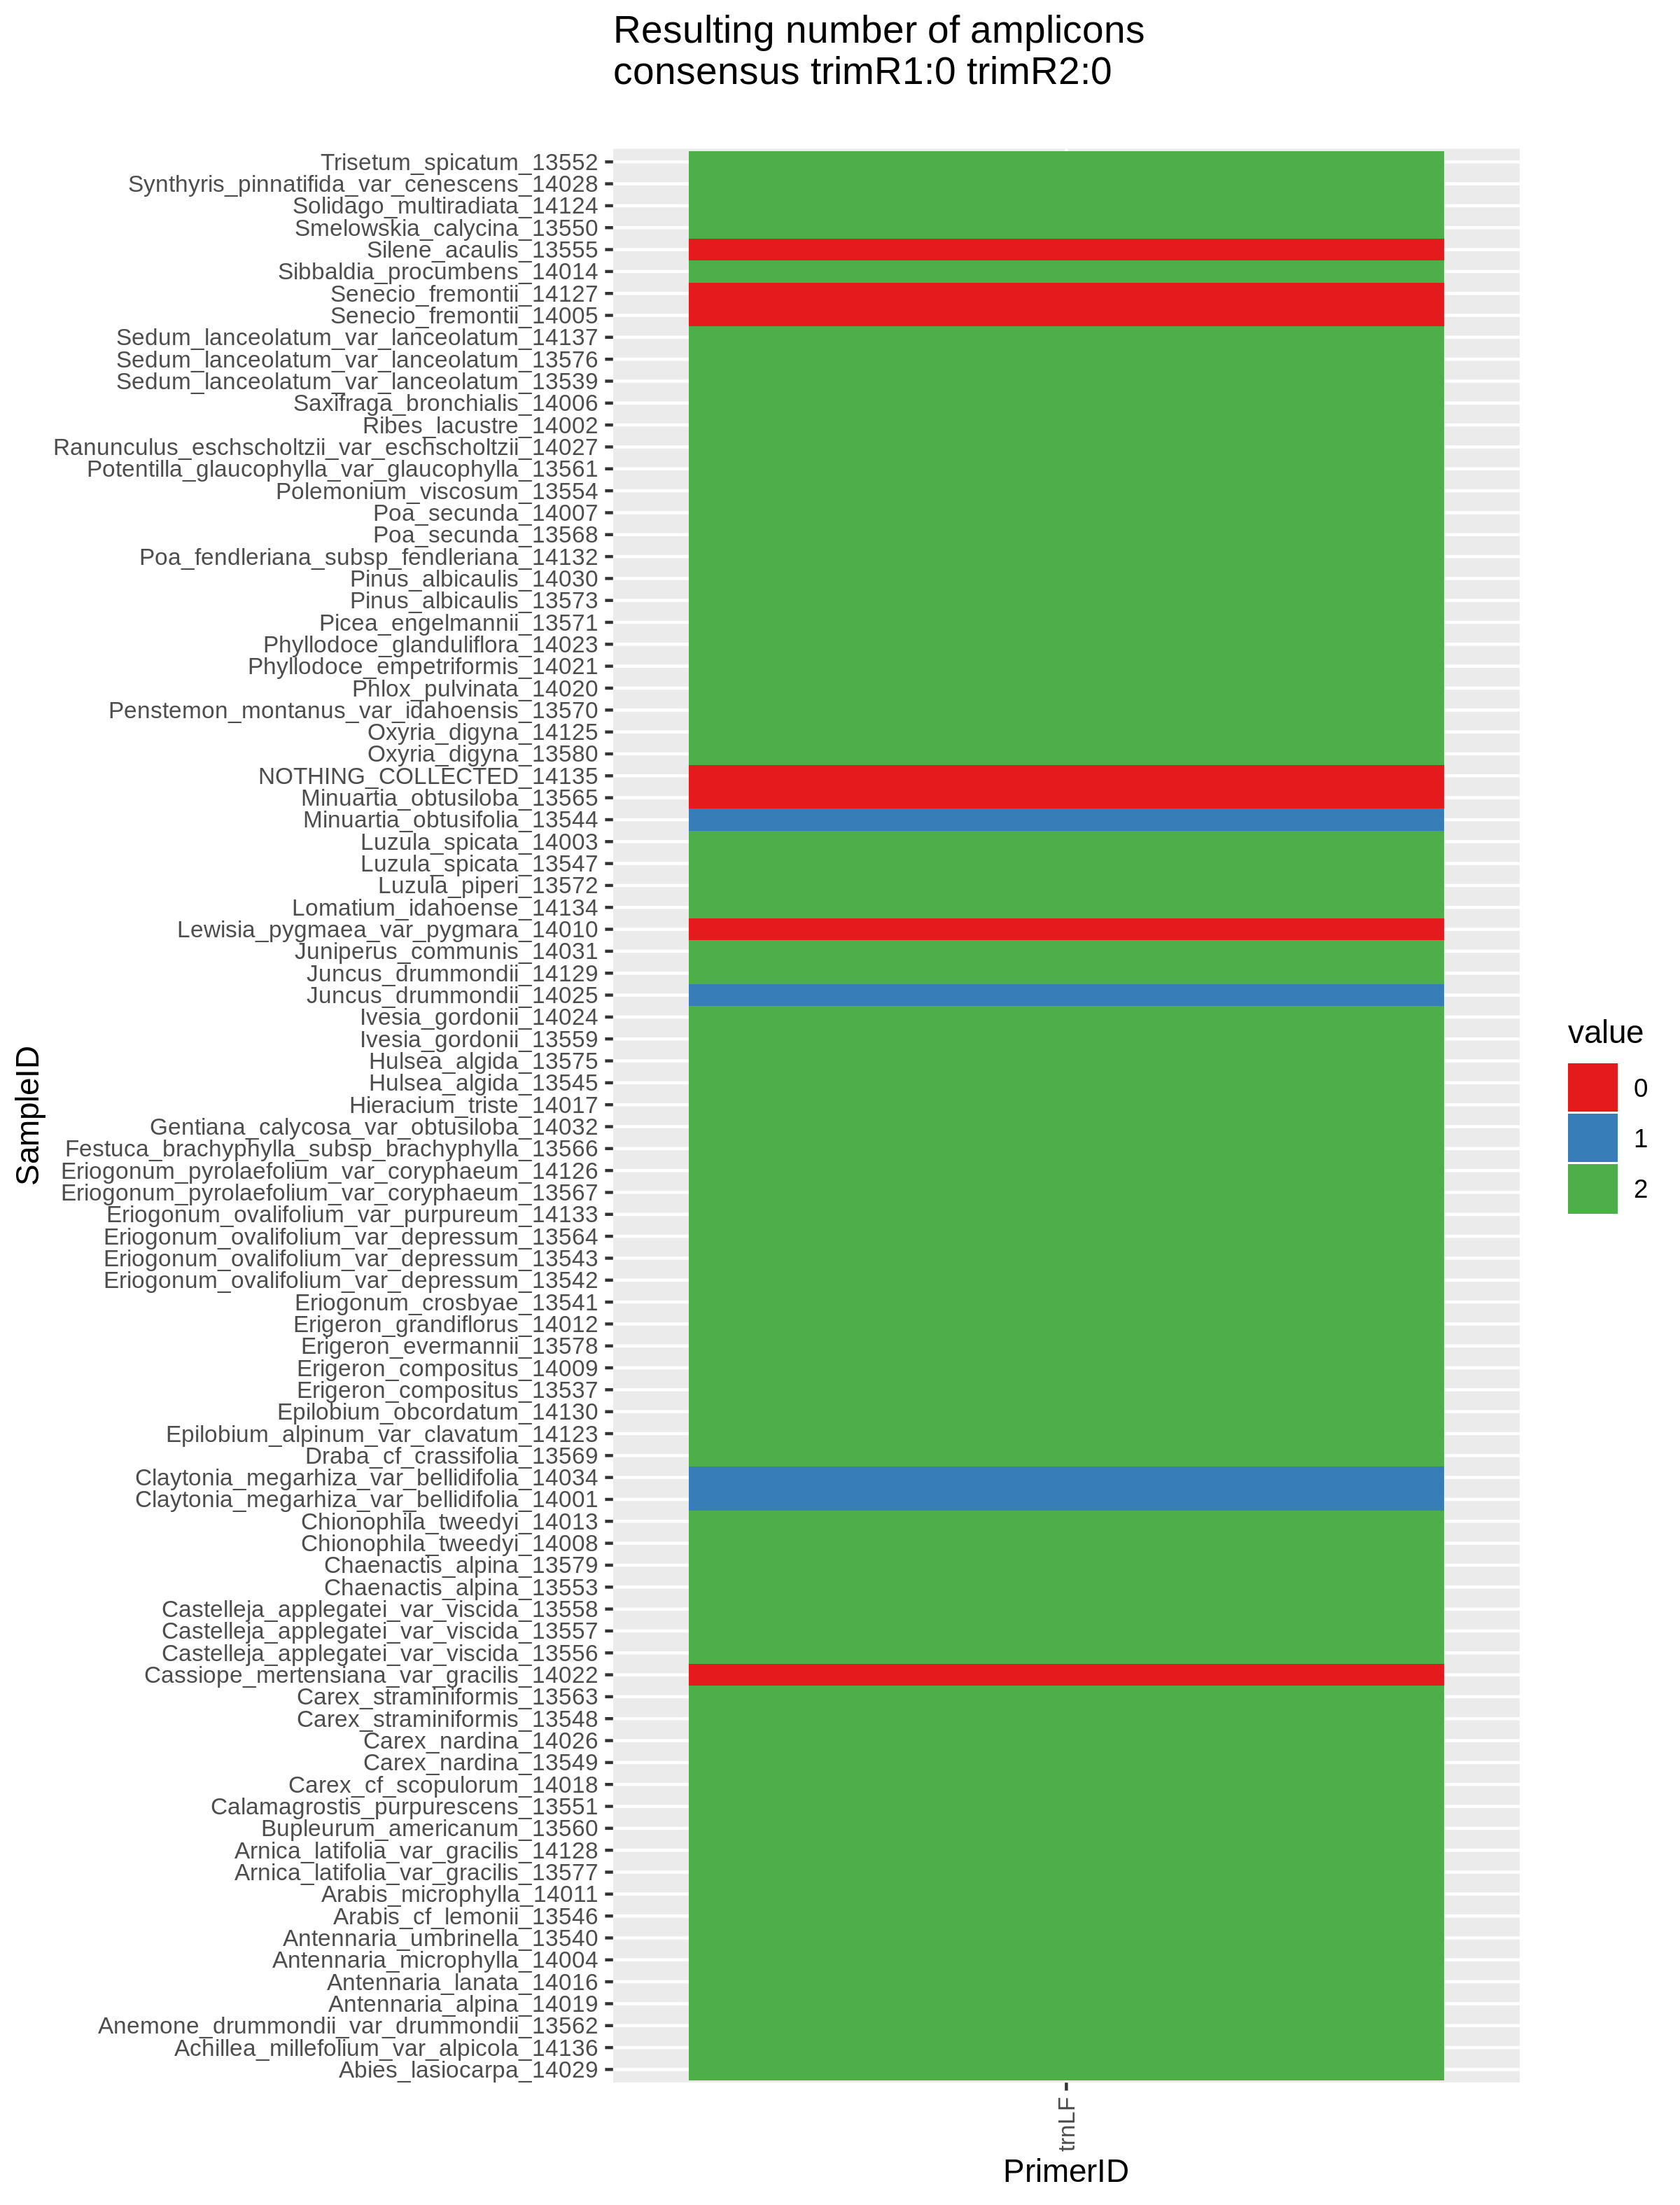 Resulting number of amplicons
consensus trimR1:0 trimR2:0
Trisetum_spicatum_13552
Synthyris_pinnatifida_var_cenescens_14028
Solidago_multiradiata_14124
Smelowskia_calycina_13550
Silene_acaulis_13555
Sibbaldia_procumbens_14014
Senecio_fremontii_14127
Senecio_fremontii_14005
Sedum_lanceolatum_var_lanceolatum_14137
Sedum_lanceolatum_var_lanceolatum_13576
Sedum_lanceolatum_var_lanceolatum_13539
Saxifraga_bronchialis_14006
Ribes_lacustre_14002
Ranunculus_eschscholtzii_var_eschscholtzii_14027
Potentilla_glaucophylla_var_glaucophylla_13561
Polemonium_viscosum_13554
Poa_secunda_14007
Poa_secunda_13568
Poa_fendleriana_subsp_fendleriana_14132
Pinus_albicaulis_14030
Pinus_albicaulis_13573
Picea_engelmannii_13571
Phyllodoce_glanduliflora_14023
Phyllodoce_empetriformis_14021
Phlox_pulvinata_14020
Penstemon_montanus_var_idahoensis_13570
Oxyria_digyna_14125
Oxyria_digyna_13580
NOTHING_COLLECTED_14135
Minuartia_obtusiloba_13565
Minuartia_obtusifolia_13544
Luzula_spicata_14003
Luzula_spicata_13547
Luzula_piperi_13572
Lomatium_idahoense_14134
Lewisia_pygmaea_var_pygmara_14010
Juniperus_communis_14031
Juncus_drummondii_14129
Juncus_drummondii_14025
Ivesia_gordonii_14024
Ivesia_gordonii_13559
Hulsea_algida_13575
Hulsea_algida_13545
Hieracium_triste_14017
Gentiana_calycosa_var_obtusiloba_14032
Festuca_brachyphylla_subsp_brachyphylla_13566
Eriogonum_pyrolaefolium_var_coryphaeum_14126
Eriogonum_pyrolaefolium_var_coryphaeum_13567
Eriogonum_ovalifolium_var_purpureum_14133
Eriogonum_ovalifolium_var_depressum_13564
Eriogonum_ovalifolium_var_depressum_13543
Eriogonum_ovalifolium_var_depressum_13542
Eriogonum_crosbyae_13541
Erigeron_grandiflorus_14012
Erigeron_evermannii_13578
Erigeron_compositus_14009
Erigeron_compositus_13537
Epilobium_obcordatum_14130
Epilobium_alpinum_var_clavatum_14123
Draba_cf_crassifolia_13569
Claytonia_megarhiza_var_bellidifolia_14034
Claytonia_megarhiza_var_bellidifolia_14001
Chionophila_tweedyi_14013
Chionophila_tweedyi_14008
Chaenactis_alpina_13579
Chaenactis_alpina_13553
Castelleja_applegatei_var_viscida_13558
Castelleja_applegatei_var_viscida_13557
Castelleja_applegatei_var_viscida_13556
Cassiope_mertensiana_var_gracilis_14022
Carex_straminiformis_13563
Carex_straminiformis_13548
Carex_nardina_14026
Carex_nardina_13549
Carex_cf_scopulorum_14018
Calamagrostis_purpurescens_13551
Bupleurum_americanum_13560
Arnica_latifolia_var_gracilis_14128
Arnica_latifolia_var_gracilis_13577
Arabis_microphylla_14011
Arabis_cf_lemonii_13546
Antennaria_umbrinella_13540
Antennaria_microphylla_14004
Antennaria_lanata_14016
Antennaria_alpina_14019
Anemone_drummondii_var_drummondii_13562
Achillea_millefolium_var_alpicola_14136
Abies_lasiocarpa_14029
SampleID
trnLF
PrimerID
value
0
1
2